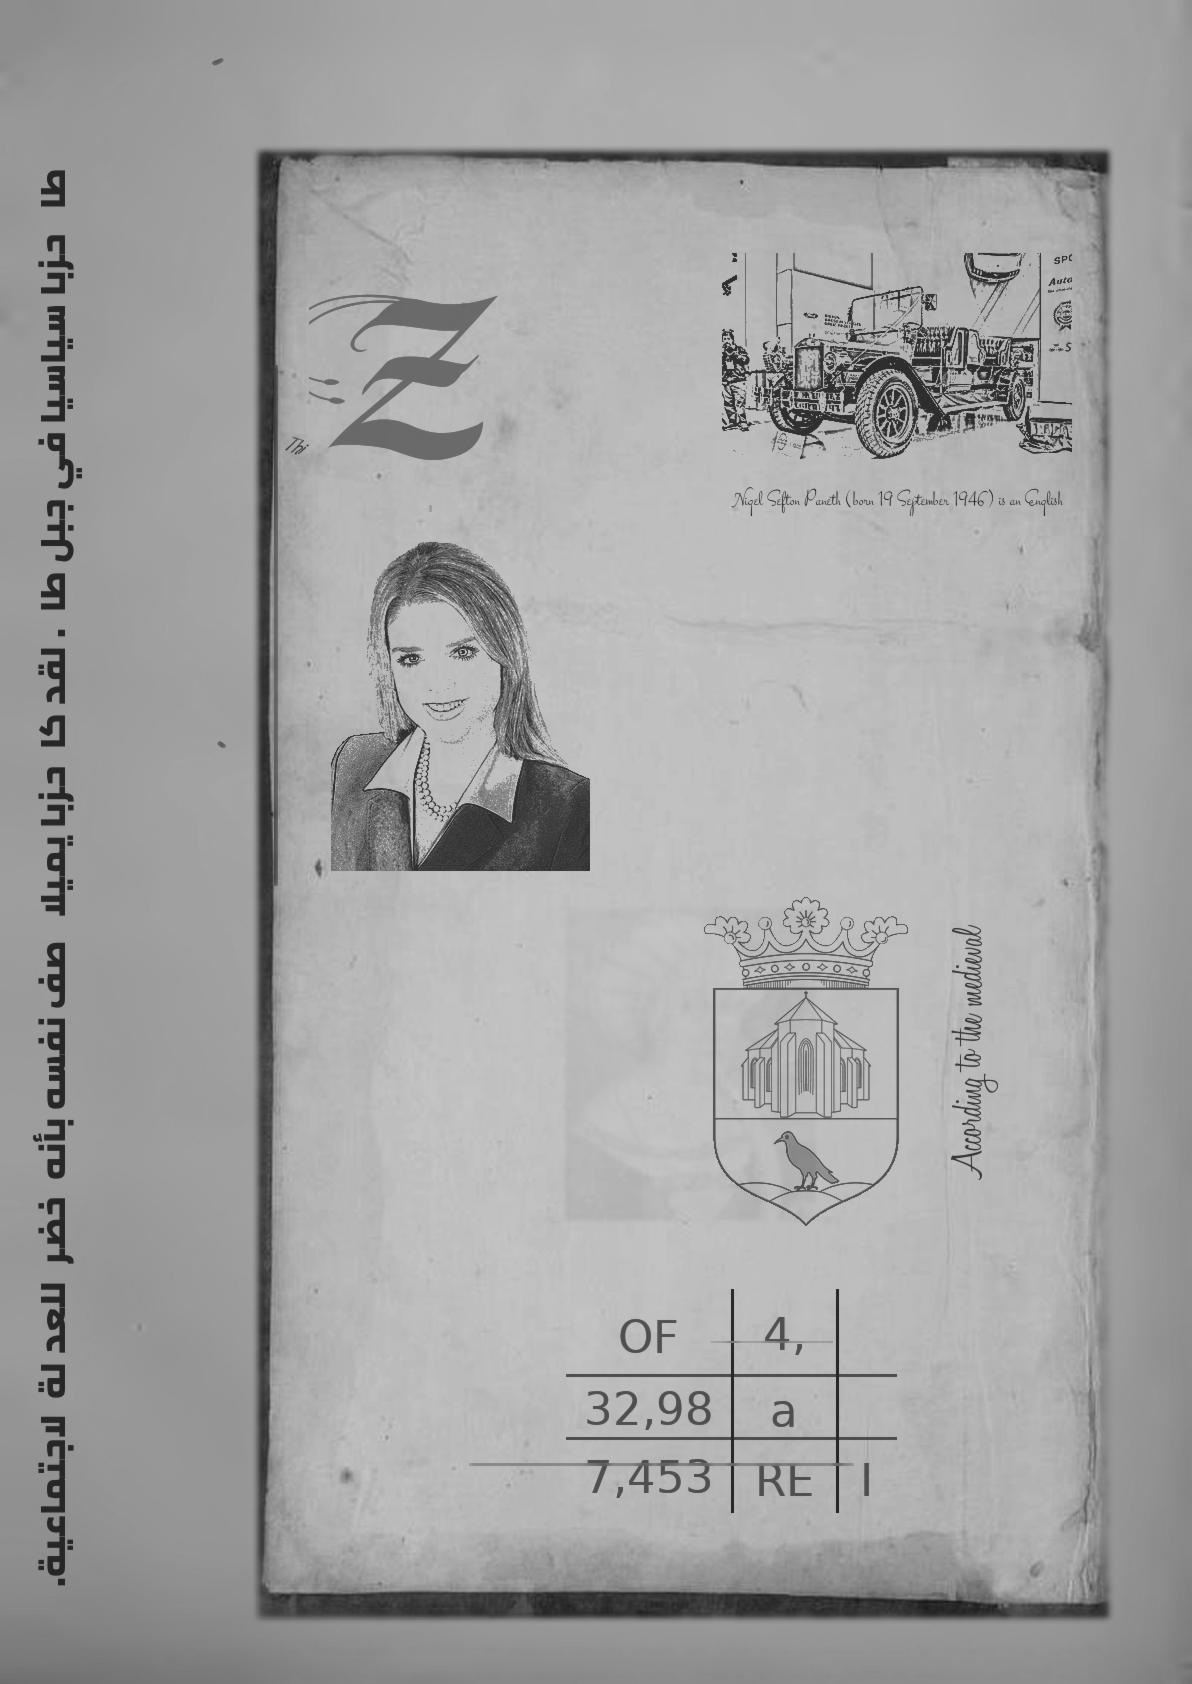 طا حزبا سياسيا في جبل طا . لقد كا حزبا يميلا صف نفسه بأنه خضر للعد لة لاجتماعية.
Z
Thi
SPO
Auto
Nigel Sefton Paneth (born 19 September 1946) is an English
According to the medieval
OF 4,
32,98 a
7,453 RE I